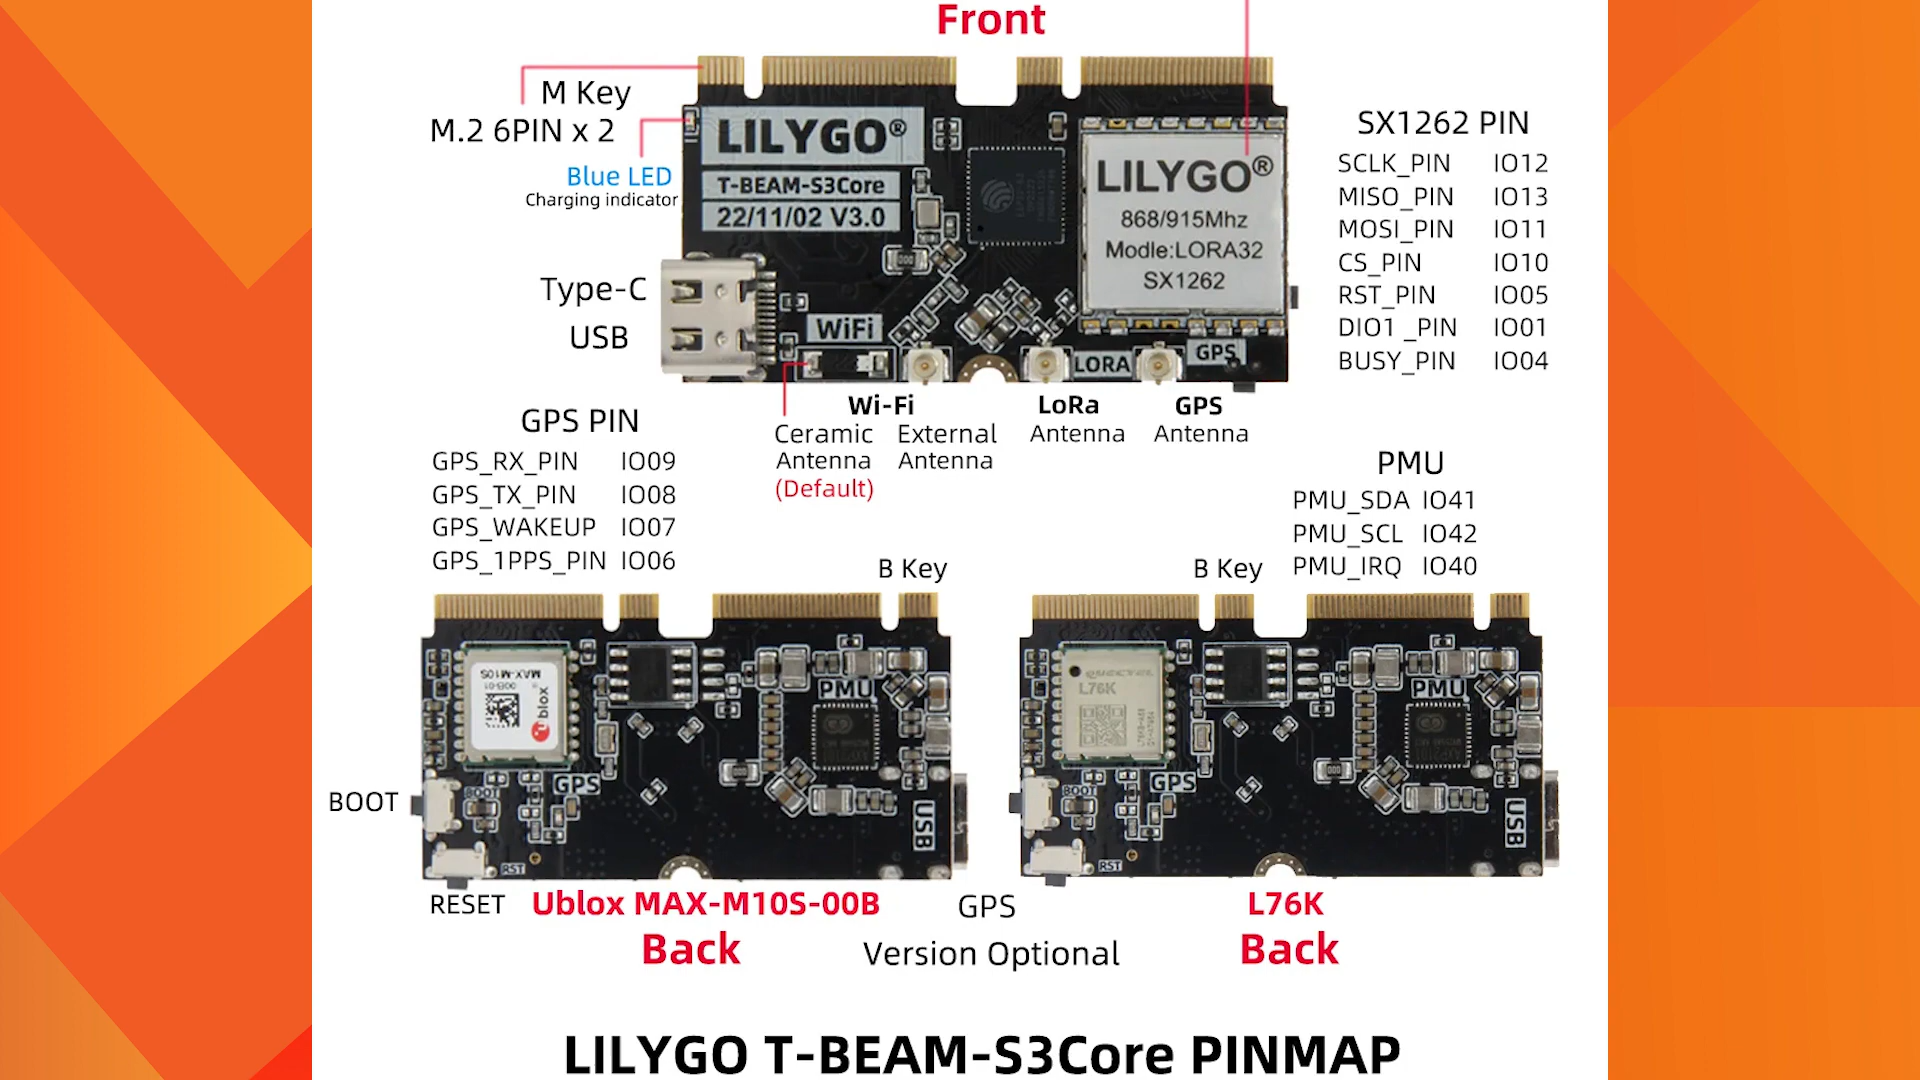 Front
M Key
M.2 6PIN x 2
Blue LED
Charging indicator
LILYGO®
T-BEAM-S3Core
22/11/02 V3.0
LILYGO®
868/915Mhz
Modle:LORA32
SX1262
SX1262 PIN
SCLK_PIN IO12
MISO_PIN IO13
MOSI_PIN IO11
CS_PIN IO10
RST_PIN IO05
DIO1 _PIN IO01
BUSY_PIN IO04
Type-C
USB
WiFi
LORA
GPS
Wi-Fi
Ceramic
Antenna
(Default)
External
Antenna
LoRa
Antenna
GPS
Antenna
GPS PIN
GPS_RX_PIN IO09
GPS_TX_PIN IO08
GPS_WAKEUP IO07
GPS_1PPS_PIN IO06
PMU
PMU_SDA IO41
PMU_SCL IO42
PMU_IRQ IO40
B Key
B Key
MAX-M10S
00B-01
ublox
PMU
GPS
BOOT
BOOT
RST
USB
L76K
PMU
GPS
BOOT
RST
USB
RESET
Ublox MAX-M10S-00B
Back
GPS
Version Optional
L76K
Back
LILYGO T-BEAM-S3Core PINMAP